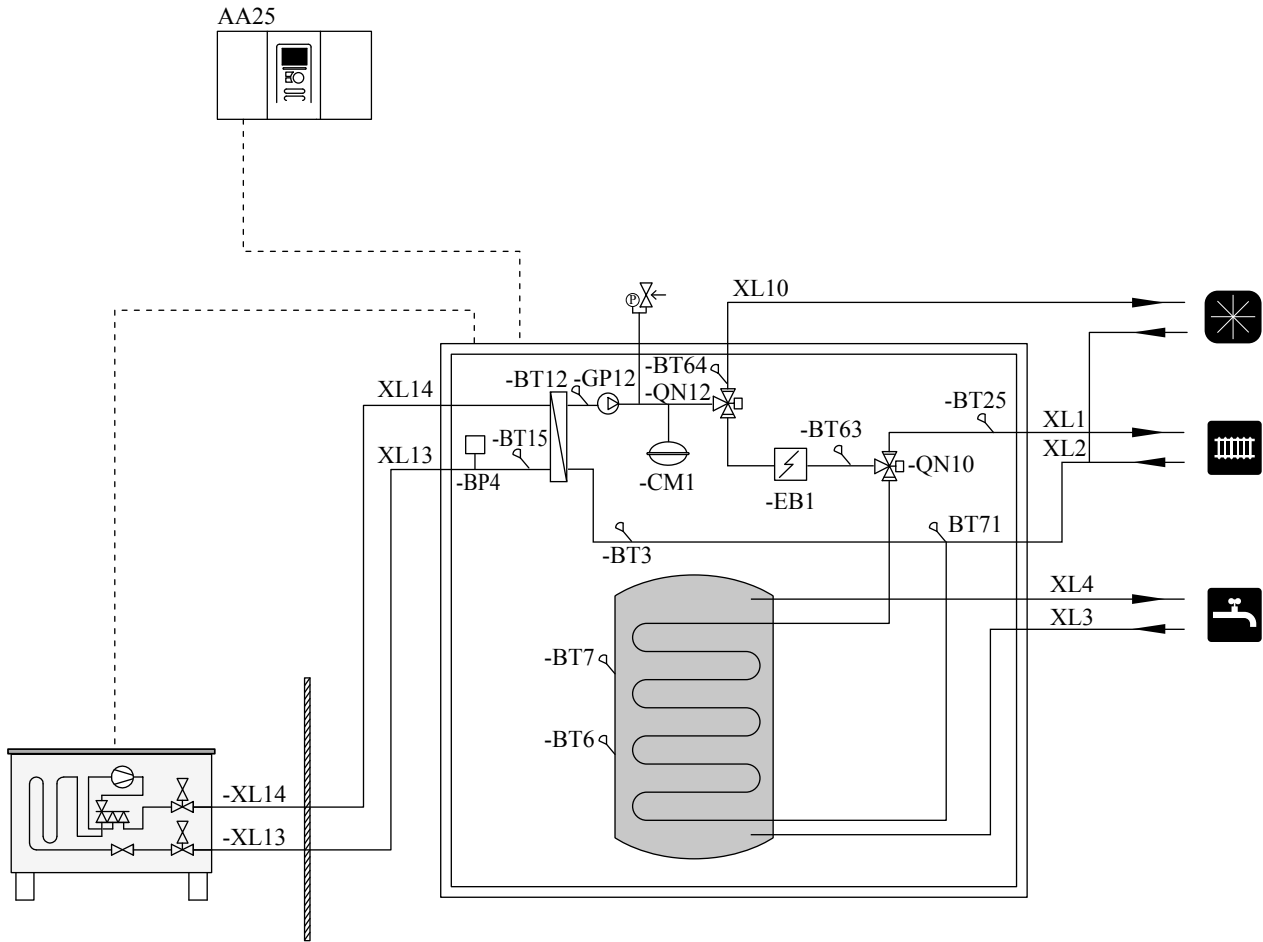 AA25
XL10
-BT64
XL14
-BT12
-GP12
-QN12
-BT25
XL1
-BT15
-BT63
XL13
XL2
-BP4
-CM1
-EB1
-QN10
P
-BT3
BT71
XL4
XL3
-BT7
-BT6
-XL14
-XL13